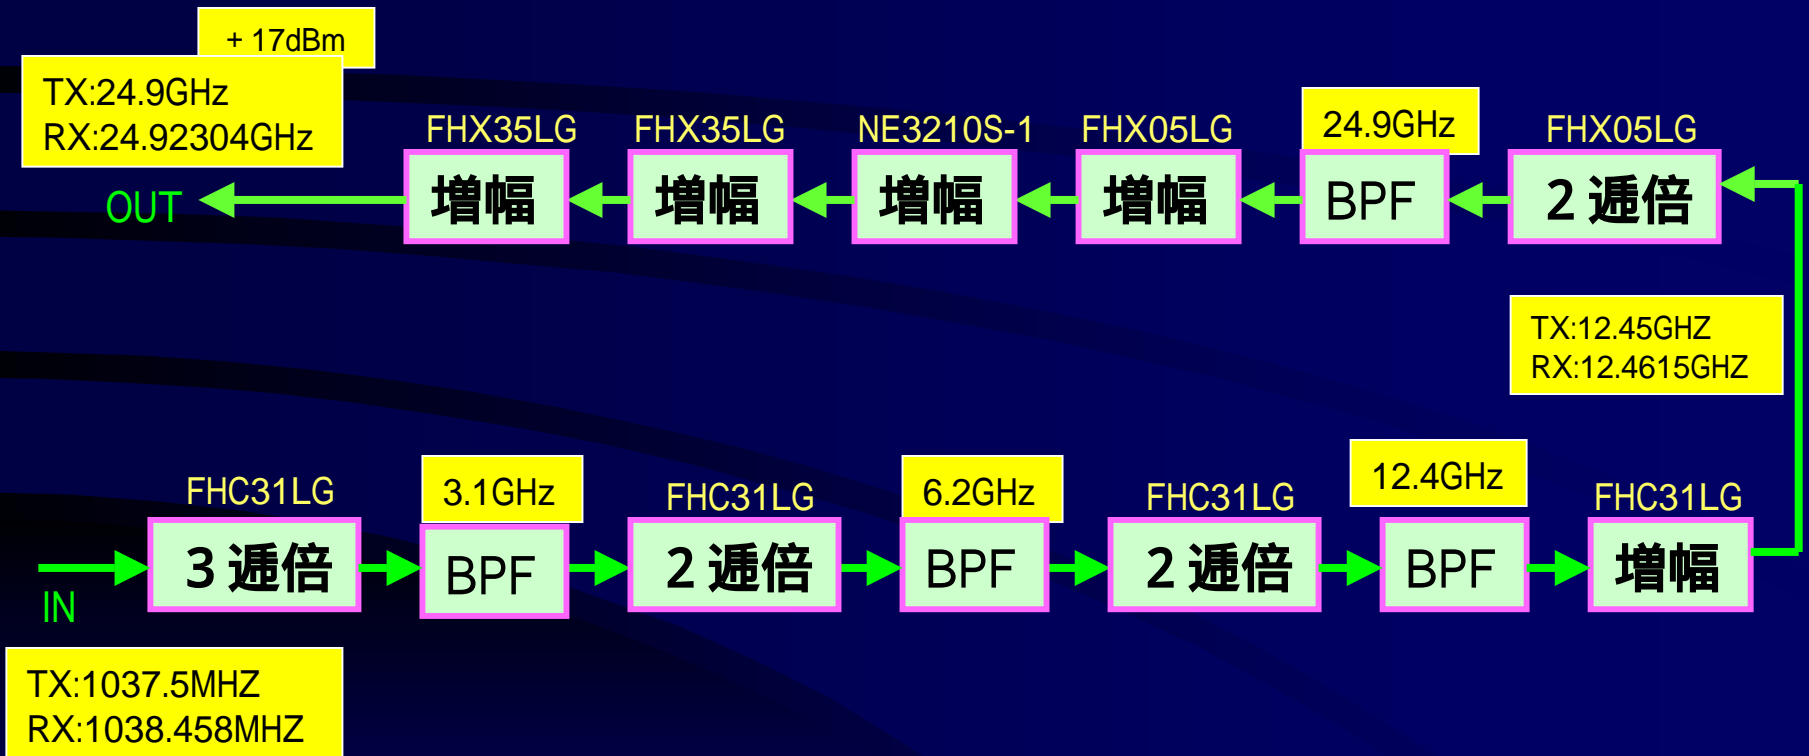 + 17dBm
TX:24.9GHz
RX:24.92304GHz
FHX35LG
FHX35LG
NE3210S-1
FHX05LG
24.9GHz
FHX05LG
OUT
増幅
増幅
増幅
増幅
BPF
2 逓倍
TX:12.45GHZ
RX:12.4615GHZ
FHC31LG
3.1GHz
FHC31LG
6.2GHz
FHC31LG
12.4GHz
FHC31LG
IN
3 逓倍
BPF
2 逓倍
BPF
2 逓倍
BPF
増幅
TX:1037.5MHZ
RX:1038.458MHZ